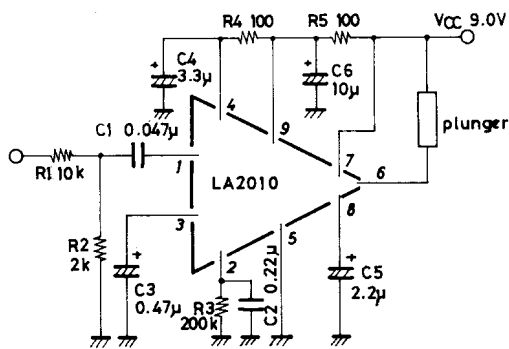 R4 100
R5 100
VCC 9.0V
+
C4
3.3μ
+
C6
10μ
4
9
plunger
C1 0.047μ
7
6
R1 10k
1
LA2010
3
8
R2
2k
+
C3
0.47μ
2
5
R3
200k
C2 0.22μ
+
C5
2.2μ